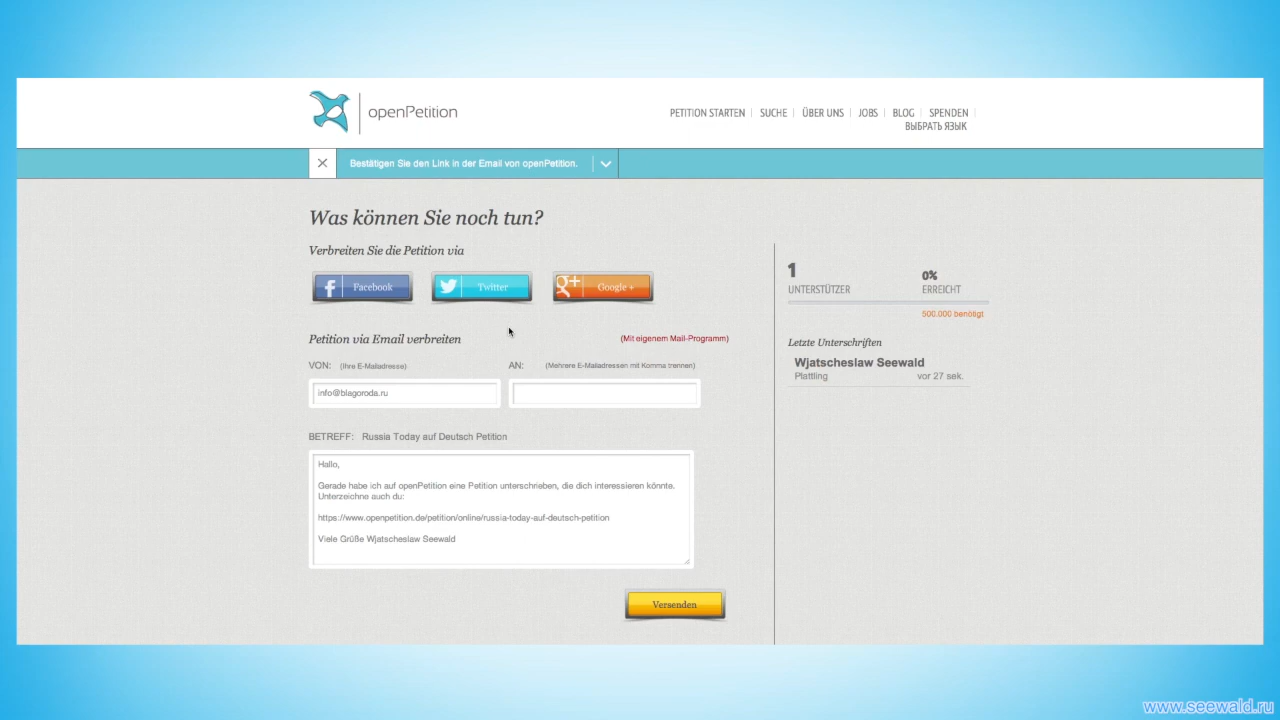 openPetition
PETITION STARTEN
SUCHE
ÜBER UNS
JOBS
BLOG
SPENDEN
ВЫБРАТЬ ЯЗЫК
Bestätigen Sie den Link in der Email von openPetition.
Was können Sie noch tun?
Verbreiten Sie die Petition via
Facebook
Twitter
Google +
Petition via Email verbreiten
(Mit eigenem Mail-Programm)
VON: (Ihre E-Mailadresse)
AN: (Mehrere E-Mailadressen mit Komma trennen)
info@blagoroda.ru
BETREFF: Russia Today auf Deutsch Petition
Hallo,
Gerade habe ich auf openPetition eine Petition unterschrieben, die dich interessieren könnte.
Unterzeichne auch du:
https://www.openpetition.de/petition/online/russia-today-auf-deutsch-petition
Viele Grüße Wjatscheslaw Seewald
Versenden
1
UNTERSTÜTZER
0%
ERREICHT
500.000 benötigt
Letzte Unterschriften
Wjatscheslaw Seewald
Plattling
vor 27 sek.
www.seewald.ru